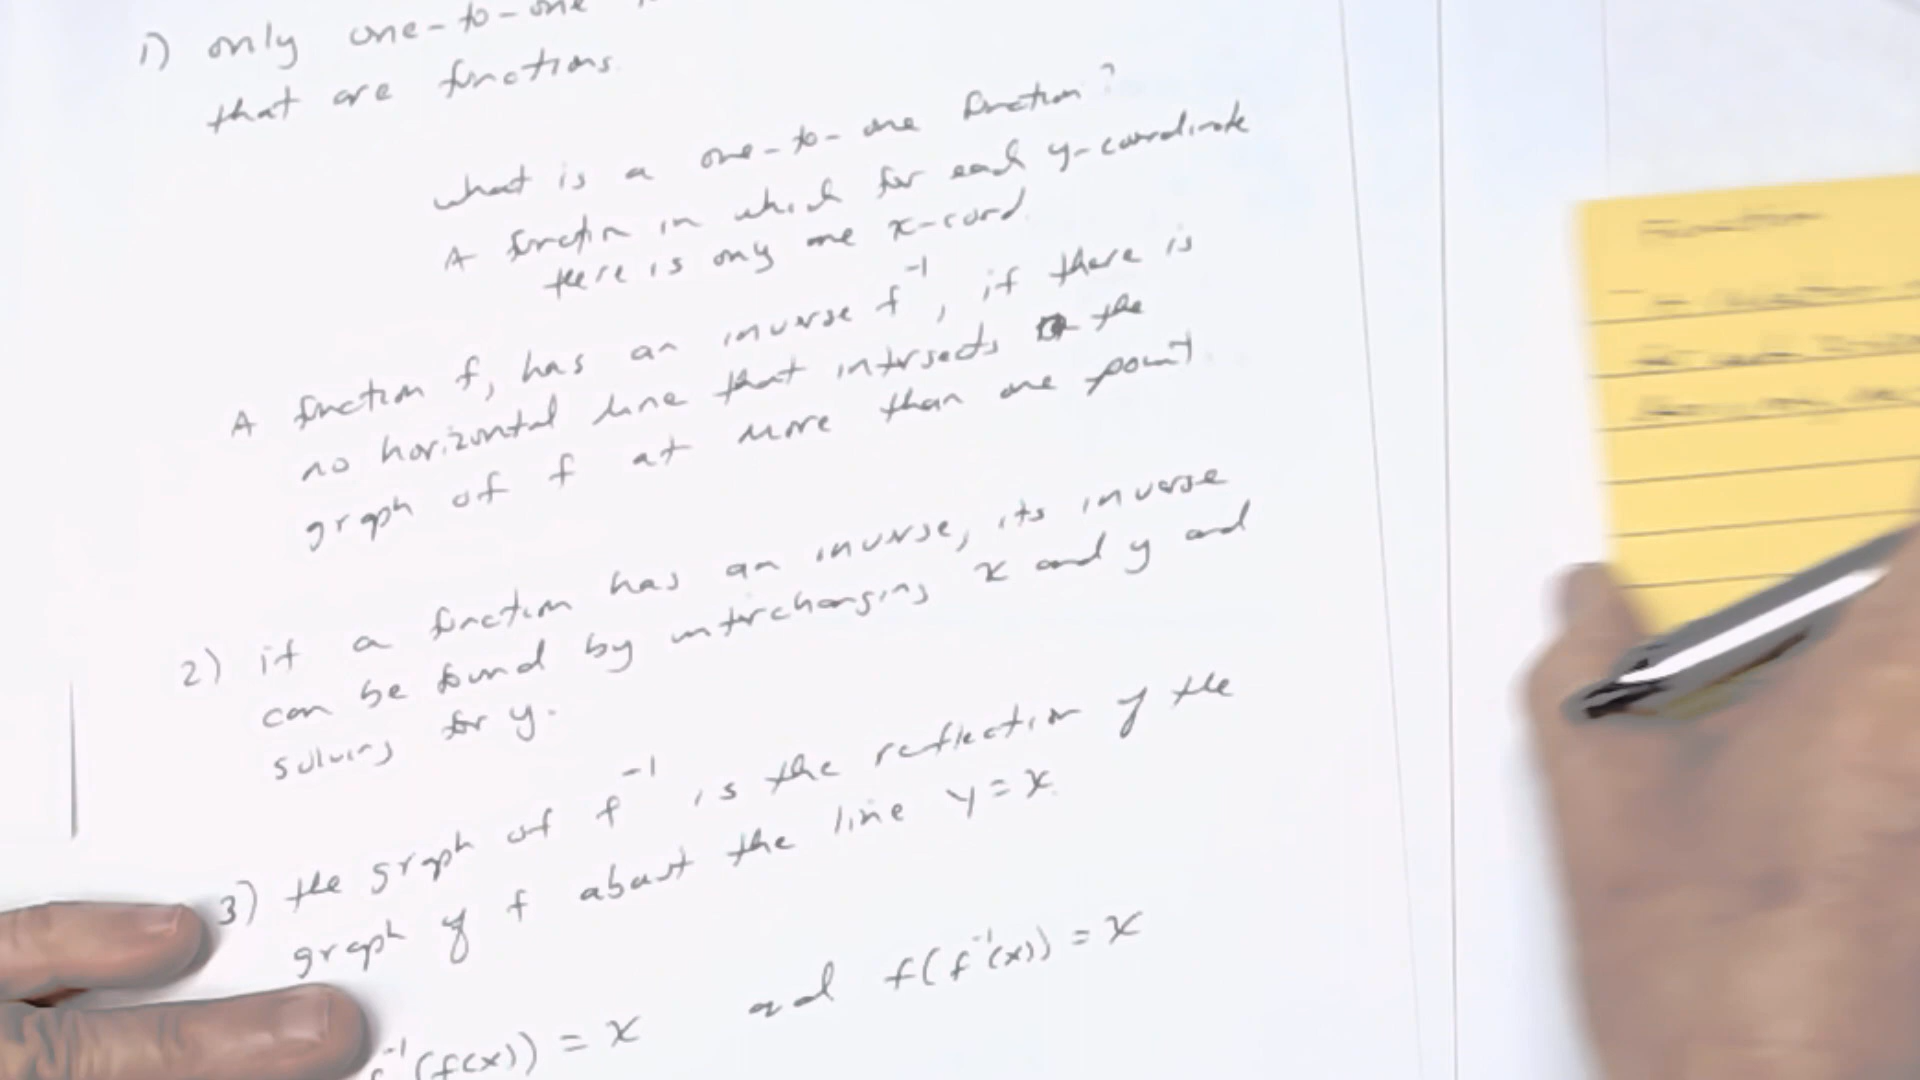 1) only one-to-one
that are functions.
what is a one-to-one function?
A function in which for each y-coordinate
there is only one x-cord.
A function f, has an inverse f⁻¹, if there is
no horizontal line that intersects the
graph of f at more than one point.
2) if a function has an inverse, its inverse
can be found by interchanging x and y and
solving for y.
3) the graph of f⁻¹ is the reflection of the
graph of f about the line y = x.
⁻¹(f(x)) = x and f(f⁻¹(x)) = x
Function